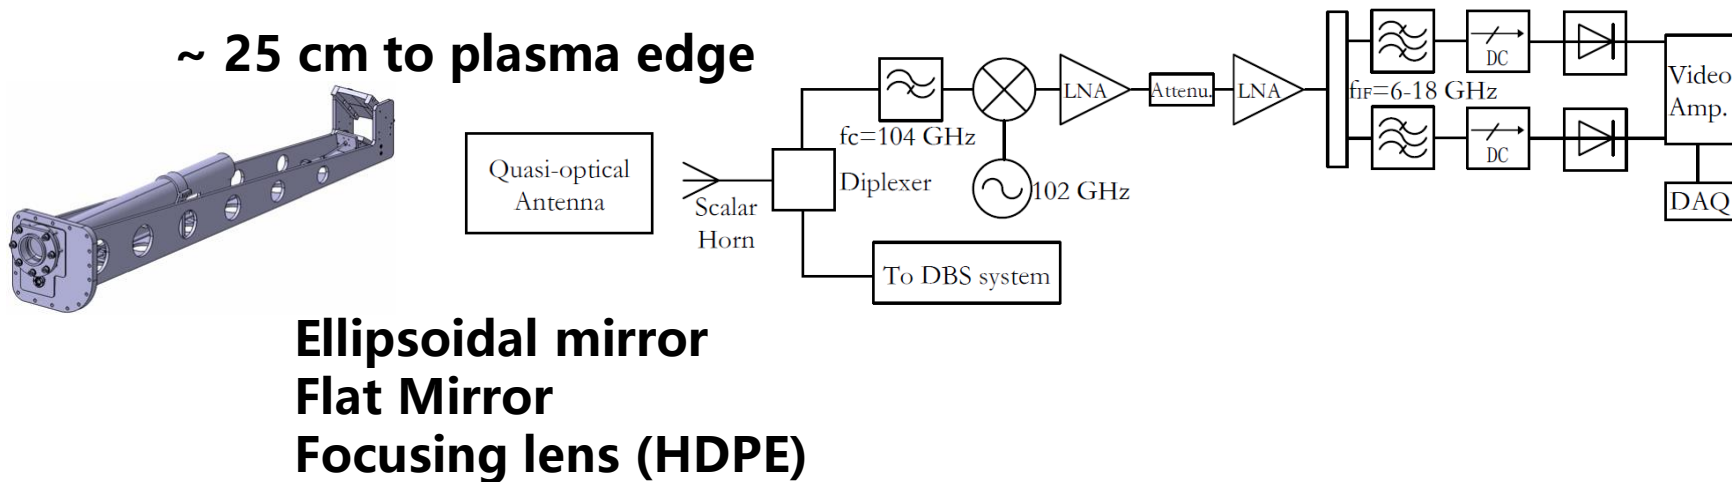 ~ 25 cm to plasma edge
Quasi-optical
Antenna
Scalar
Horn
Diplexer
To DBS system
fc=104 GHz
102 GHz
LNA
Attenu.
LNA
fIF=6-18 GHz
DC
DC
Video
Amp.
DAQ
Ellipsoidal mirror
Flat Mirror
Focusing lens (HDPE)